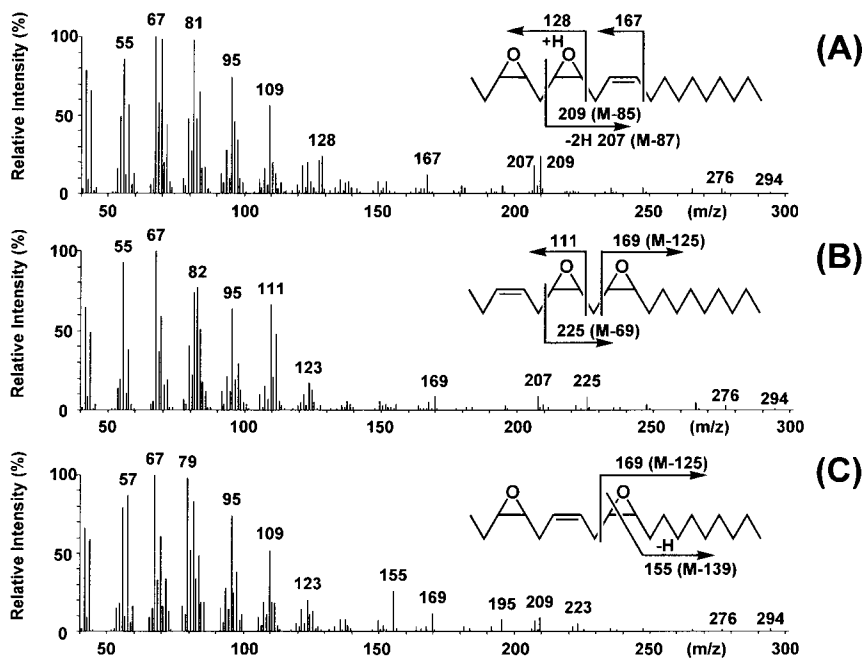 128
167
100
67
81
+H
(A)
55
O
O
95
109
50
209 (M-85)
-2H 207 (M-87)
128
167
207
209
276
294
0
50
100
150
200
250
(m/z)
300
Relative Intensity (%)
111
169 (M-125)
100
67
55
(B)
82
O
O
95
111
50
225 (M-69)
123
169
207
225
276
294
0
50
100
150
200
250
(m/z)
300
Relative Intensity (%)
169 (M-125)
100
67
79
57
(C)
95
O
O
109
50
-H
155 (M-139)
123
155
169
195
209
223
276
294
0
50
100
150
200
250
(m/z)
300
Relative Intensity (%)